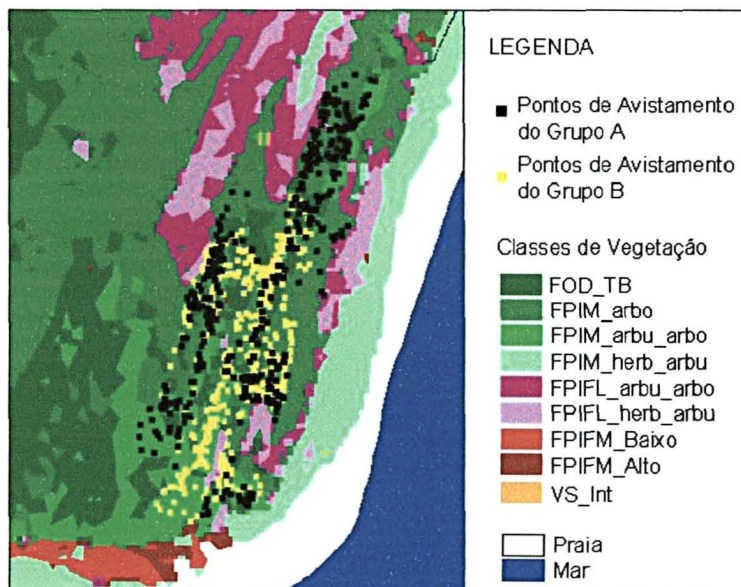 LEGENDA
Pontos de Avistamento
do Grupo A
Pontos de Avistamento
do Grupo B
Classes de Vegetação
FOD_TB
FPIM_arbo
FPIM_arbu_arbo
FPIM_herb_arbu
FPIFL_arbu_arbo
FPIFL_herb_arbu
FPIFM_Baixo
FPIFM_Alto
VS_Int
Praia
Mar